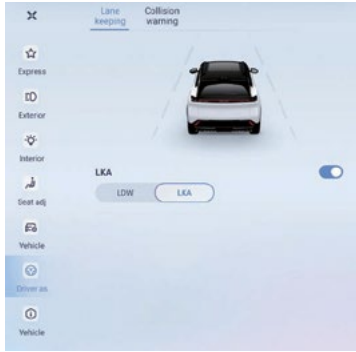 Lane
keeping
Collision
warning
Express
Exterior
Interior
LKA
LDW
LKA
Seat adj
Vehicle
Driver as
Vehicle